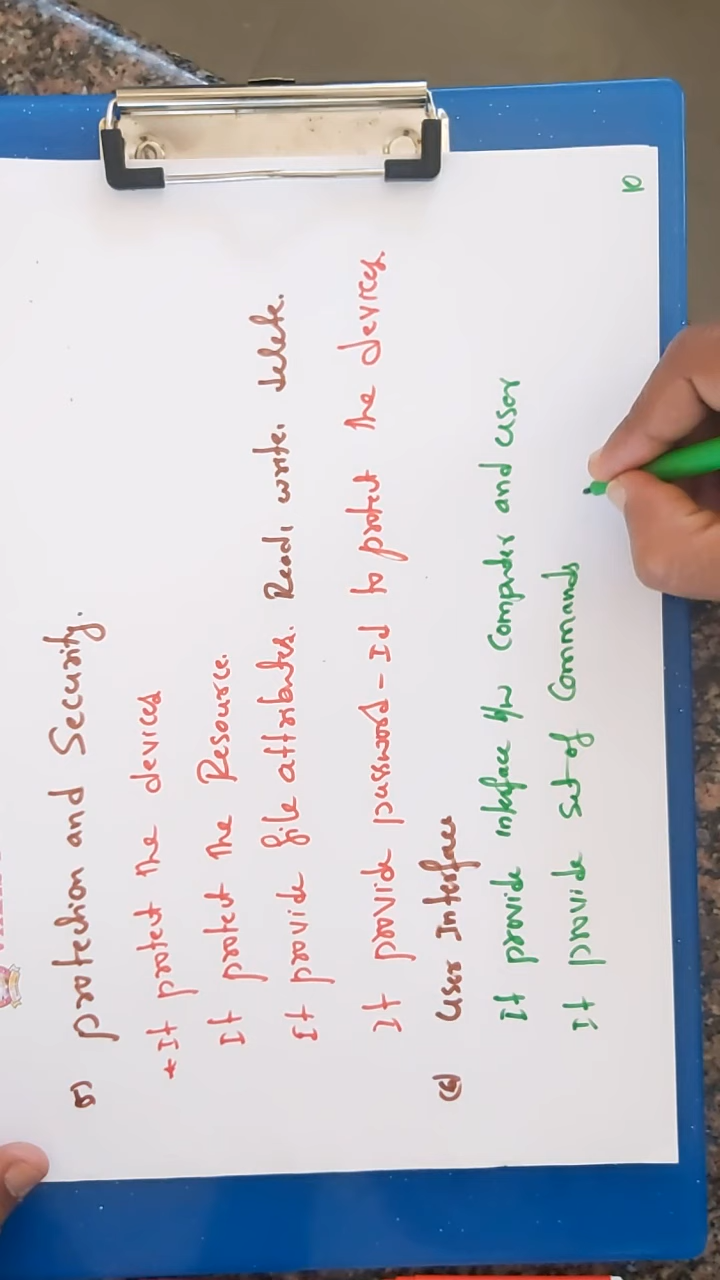 5) protection and Security.
* It protect the devices
It protect the Resource.
It provide file attributes. Read, write, delete.
It provide password - Id to protect the devices.
(6) User Interface
It provide interface b/w computer and user
It provide set of Commands